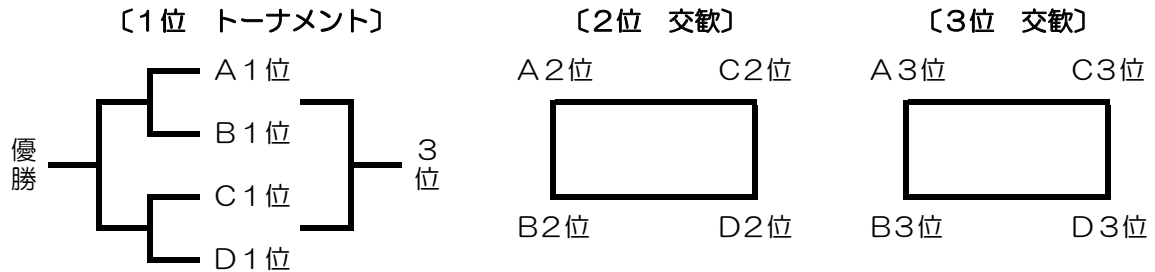 〔１位　トーナメント〕
Ａ１位
Ｂ１位
Ｃ１位
Ｄ１位
優勝
３位
〔２位　交歓〕
Ａ２位　Ｃ２位
Ｂ２位　Ｄ２位
〔３位　交歓〕
Ａ３位　Ｃ３位
Ｂ３位　Ｄ３位